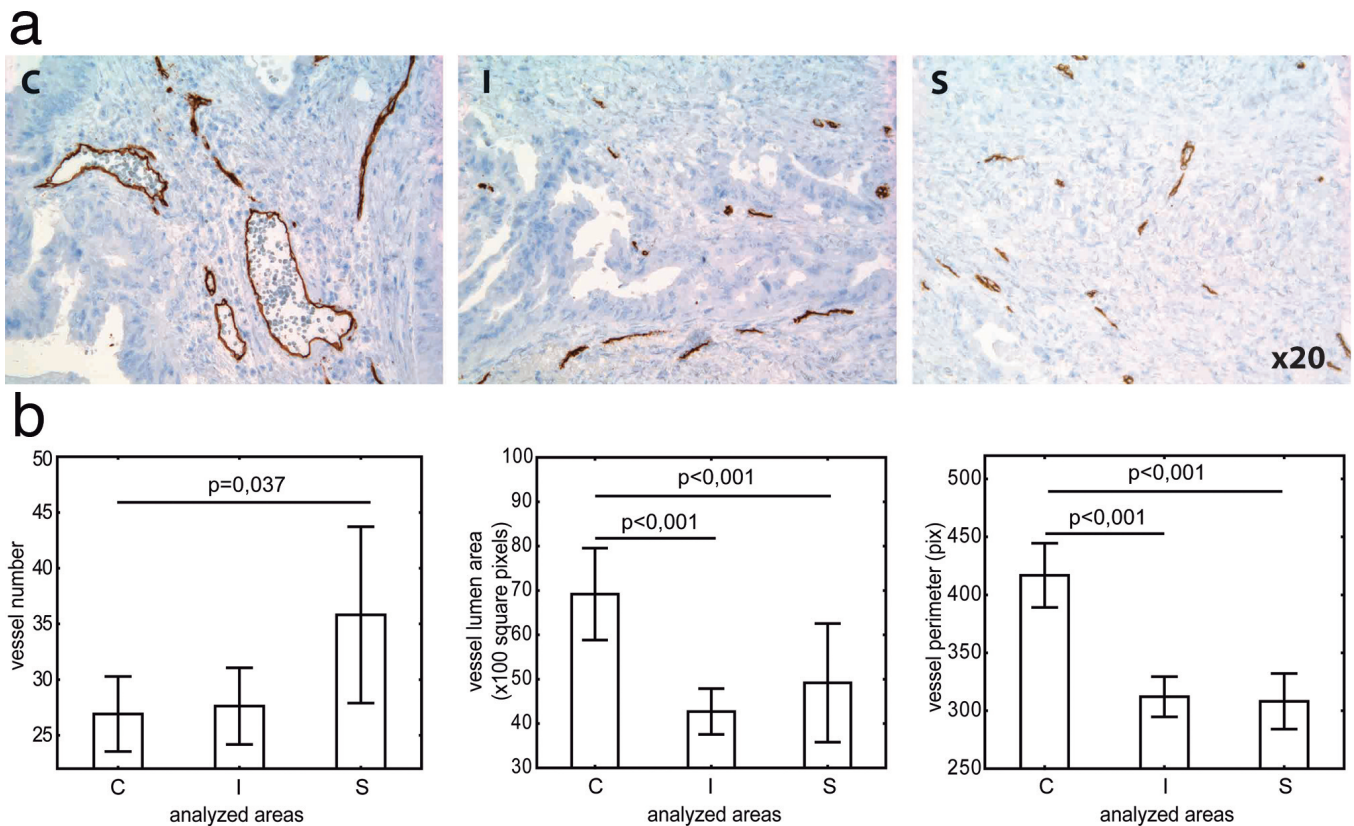 a
C
I
S
x20
b
50
45
40
35
30
25
vessel number
p=0,037
C I S
analyzed areas
100
90
80
70
60
50
40
30
vessel lumen area
(x100 square pixels)
p<0,001
p<0,001
C I S
analyzed areas
500
450
400
350
300
250
vessel perimeter (pix)
p<0,001
p<0,001
C I S
analyzed areas